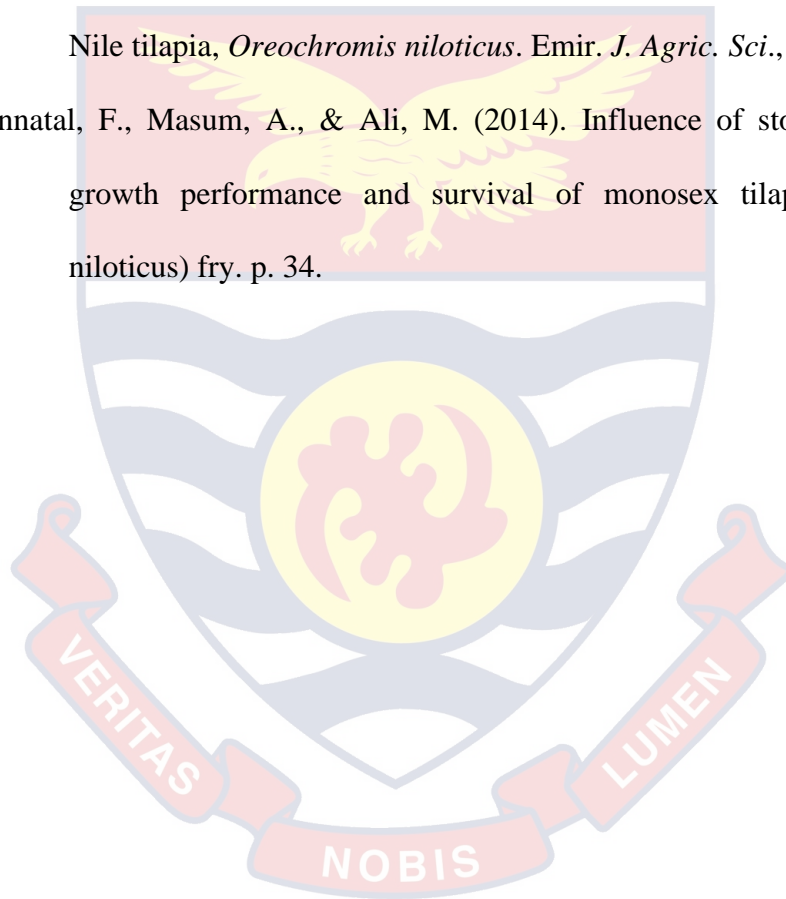 Nile tilapia, Oreochromis niloticus. Emir. J. Agric. Sci.,
nnatal, F., Masum, A., & Ali, M. (2014). Influence of sto
growth performance and survival of monosex tilap
niloticus) fry. p. 34.
VERITAS
NOBIS
LUMEN